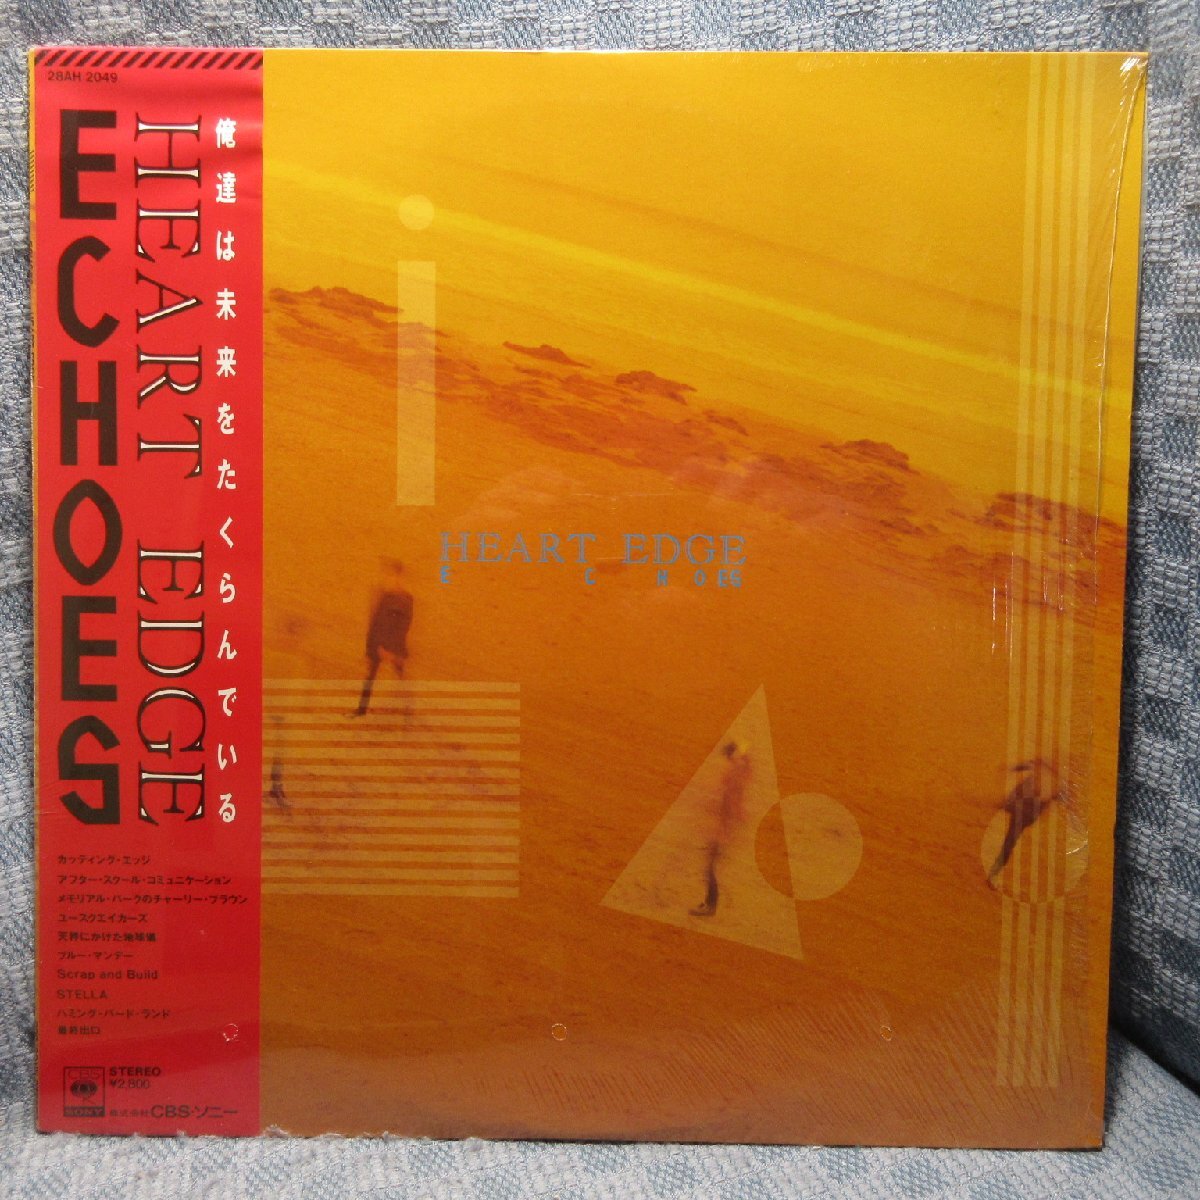 28AH 2049
ECHOES
HEART EDGE
俺達は未来をたくらんでいる
カッティング・エッジ
アフター・スクール・コミュニケーション
メモリアル・パークのチャーリー・ブラウン
ユースクエイカーズ
天秤にかけた地球儀
ブルー・マンデー
Scrap and Build
STELLA
ハミング・バード・ランド
最終出口
CBS
SONY
STEREO
¥2,800
株式会社CBS・ソニー
HEART EDGE
E C H O ES